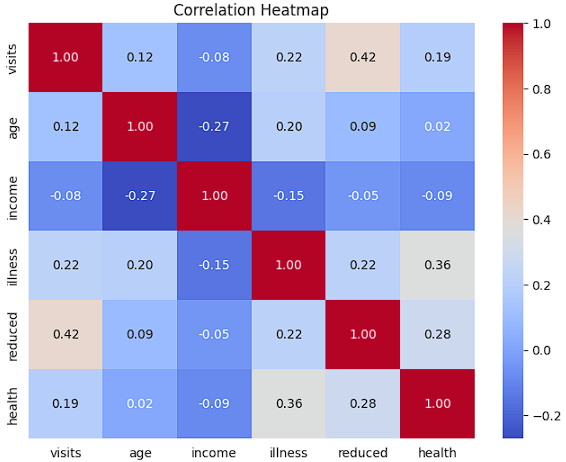 Correlation Heatmap
visits 1.00 0.12 -0.08 0.22 0.42 0.19
age 0.12 1.00 -0.27 0.20 0.09 0.02
income -0.08 -0.27 1.00 -0.15 -0.05 -0.09
illness 0.22 0.20 -0.15 1.00 0.22 0.36
reduced 0.42 0.09 -0.05 0.22 1.00 0.28
health 0.19 0.02 -0.09 0.36 0.28 1.00
visits age income illness reduced health
1.0
0.8
0.6
0.4
0.2
0.0
−0.2